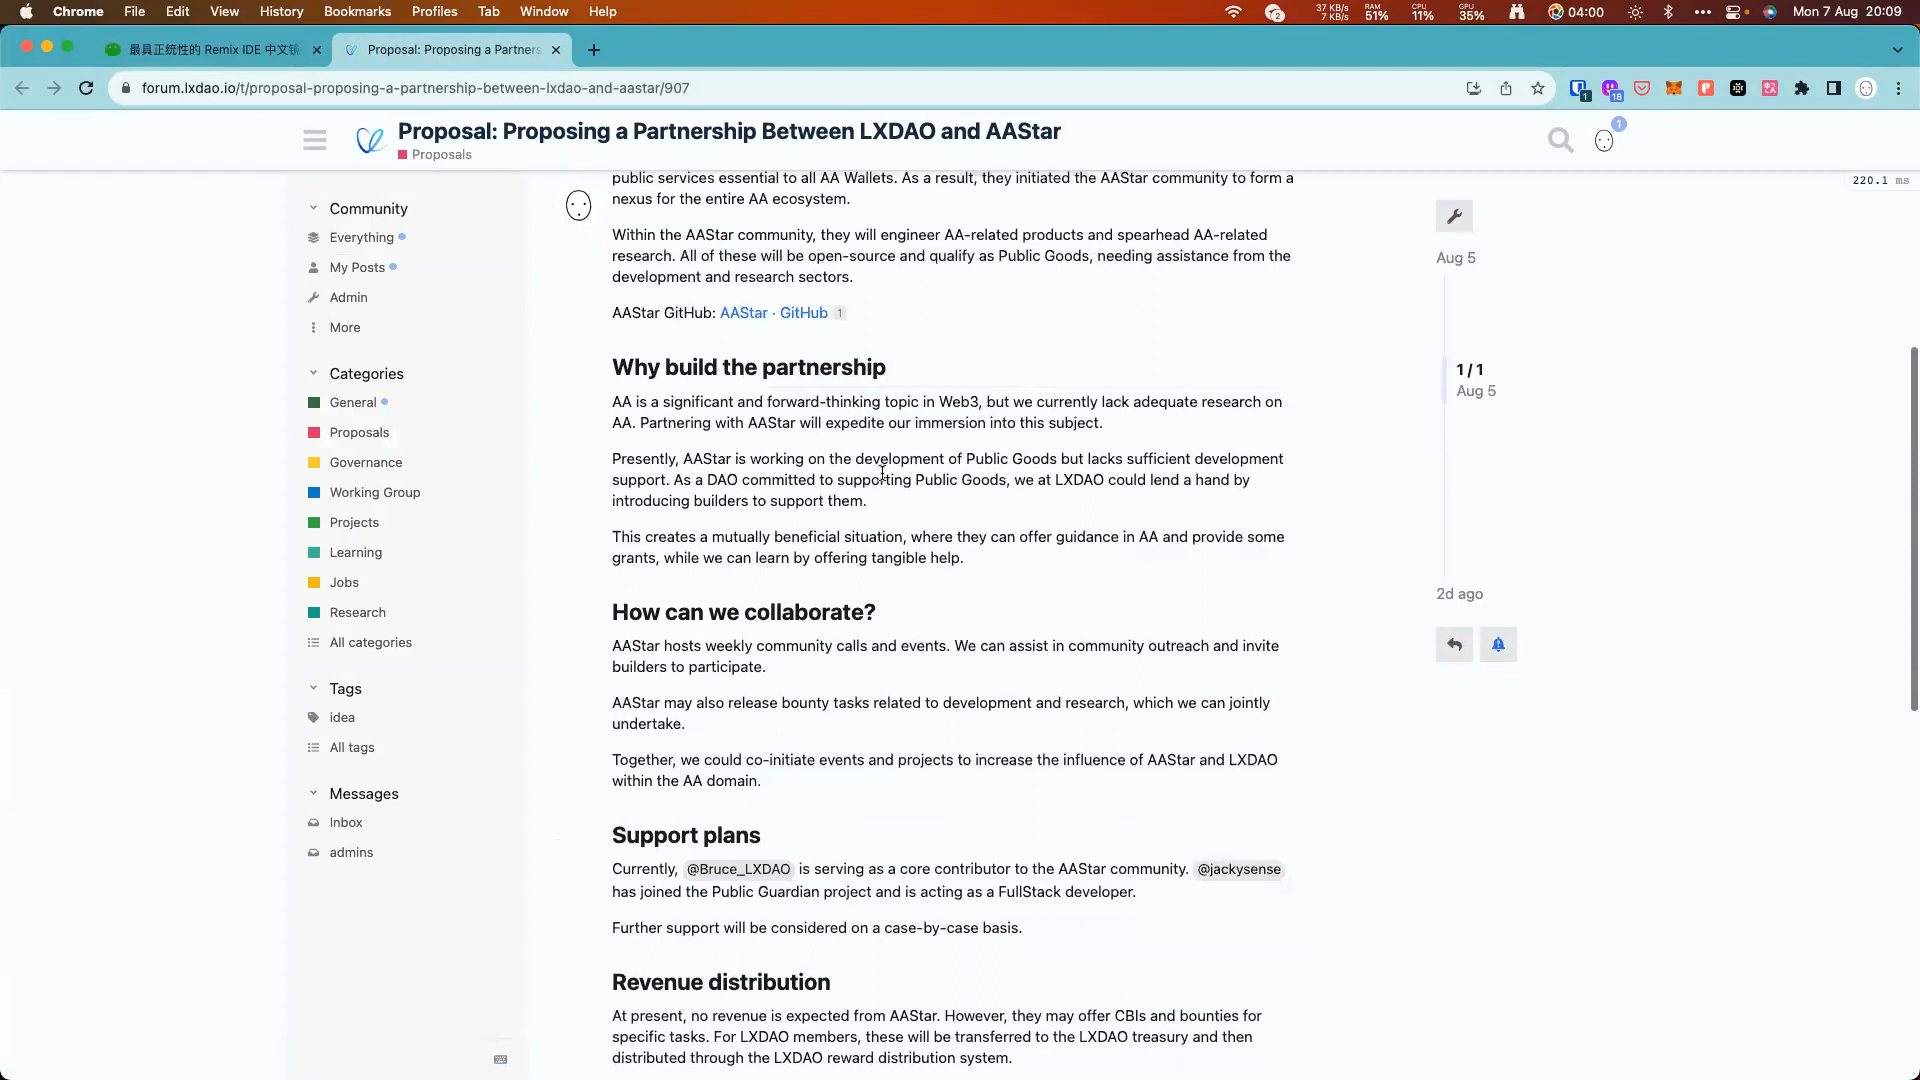 Chrome File Edit View History Bookmarks Profiles Tab Window Help 2 37 KB/s 7 KB/s RAM 51% CPU 11% GPU 35% 04:00 Mon 7 Aug 20:09
最具正统性的 Remix IDE 中文镜 Proposal: Proposing a Partners
forum.lxdao.io/t/proposal-proposing-a-partnership-between-lxdao-and-aastar/907 1 18
Proposal: Proposing a Partnership Between LXDAO and AAStar
Proposals
1
220.1 ms
Community
Everything
My Posts
Admin
More
Categories
General
Proposals
Governance
Working Group
Projects
Learning
Jobs
Research
All categories
Tags
idea
All tags
Messages
Inbox
admins
public services essential to all AA Wallets. As a result, they initiated the AAStar community to form a
nexus for the entire AA ecosystem.
Within the AAStar community, they will engineer AA-related products and spearhead AA-related
research. All of these will be open-source and qualify as Public Goods, needing assistance from the
development and research sectors.
AAStar GitHub: AAStar · GitHub 1
Why build the partnership
AA is a significant and forward-thinking topic in Web3, but we currently lack adequate research on
AA. Partnering with AAStar will expedite our immersion into this subject.
Presently, AAStar is working on the development of Public Goods but lacks sufficient development
support. As a DAO committed to supporting Public Goods, we at LXDAO could lend a hand by
introducing builders to support them.
This creates a mutually beneficial situation, where they can offer guidance in AA and provide some
grants, while we can learn by offering tangible help.
How can we collaborate?
AAStar hosts weekly community calls and events. We can assist in community outreach and invite
builders to participate.
AAStar may also release bounty tasks related to development and research, which we can jointly
undertake.
Together, we could co-initiate events and projects to increase the influence of AAStar and LXDAO
within the AA domain.
Support plans
Currently, @Bruce_LXDAO is serving as a core contributor to the AAStar community. @jackysense
has joined the Public Guardian project and is acting as a FullStack developer.
Further support will be considered on a case-by-case basis.
Revenue distribution
At present, no revenue is expected from AAStar. However, they may offer CBIs and bounties for
specific tasks. For LXDAO members, these will be transferred to the LXDAO treasury and then
distributed through the LXDAO reward distribution system.
Aug 5
1 / 1
Aug 5
2d ago